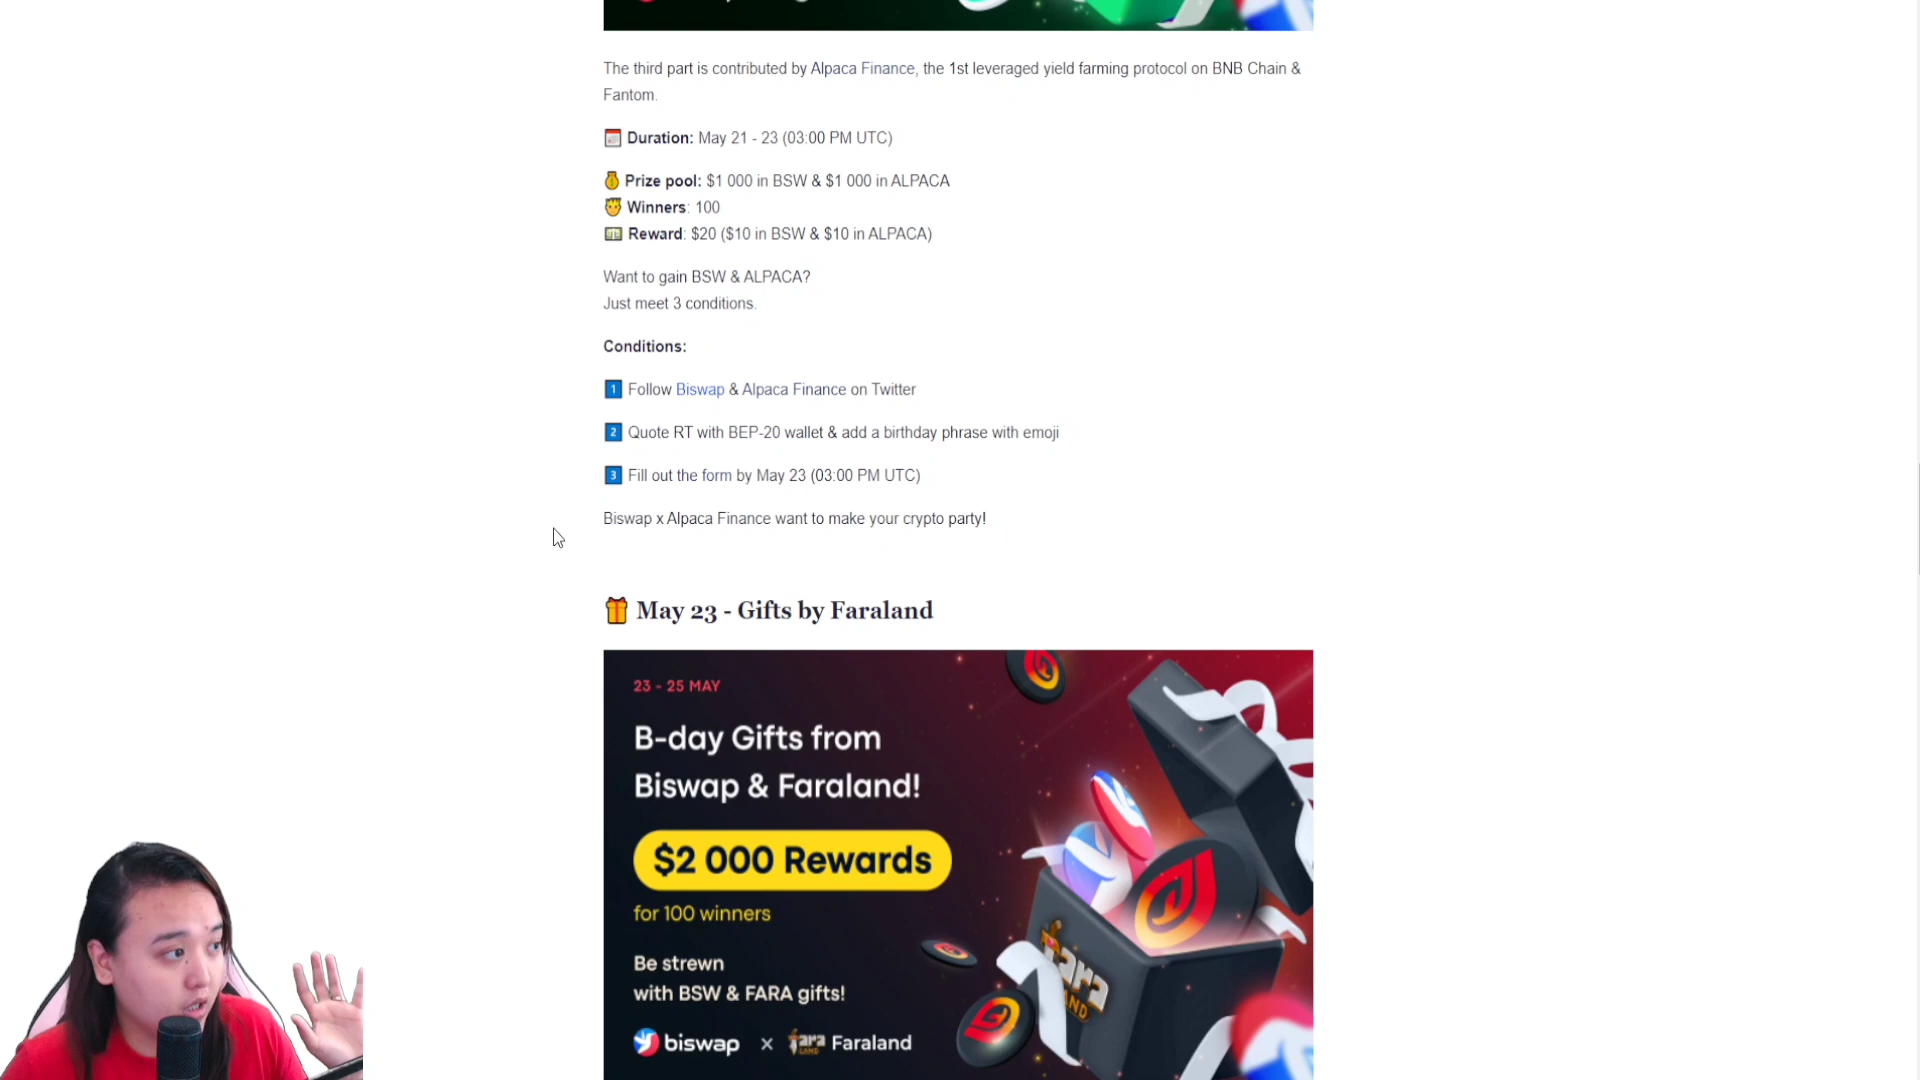 The third part is contributed by Alpaca Finance, the 1st leveraged yield farming protocol on BNB Chain &
Fantom.
Duration: May 21 - 23 (03:00 PM UTC)
Prize pool: $1 000 in BSW & $1 000 in ALPACA
Winners: 100
Reward: $20 ($10 in BSW & $10 in ALPACA)
Want to gain BSW & ALPACA?
Just meet 3 conditions.
Conditions:
1 Follow Biswap & Alpaca Finance on Twitter
2 Quote RT with BEP-20 wallet & add a birthday phrase with emoji
3 Fill out the form by May 23 (03:00 PM UTC)
Biswap x Alpaca Finance want to make your crypto party!
May 23 - Gifts by Faraland
23 - 25 MAY
B-day Gifts from
Biswap & Faraland!
$2 000 Rewards
for 100 winners
Be strewn
with BSW & FARA gifts!
biswap x Fara LAND Faraland